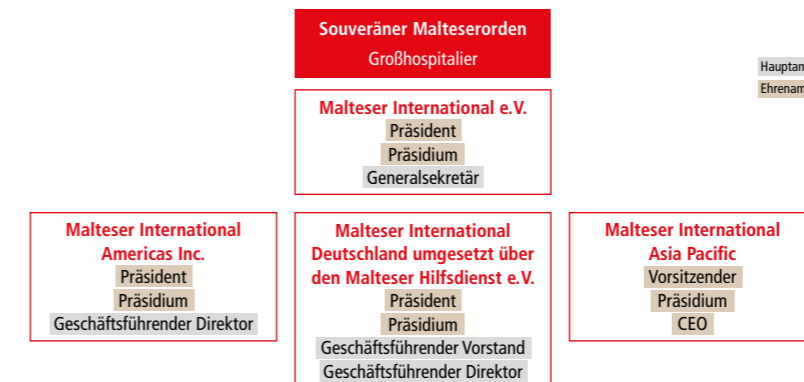 Souveräner Malteserorden
Großhospitalier
Malteser International e.V.
Präsident
Präsidium
Generalsekretär
Malteser International
Americas Inc.
Präsident
Präsidium
Geschäftsführender Direktor
Malteser International
Deutschland umgesetzt über
den Malteser Hilfsdienst e.V.
Präsident
Präsidium
Geschäftsführender Vorstand
Geschäftsführender Direktor
Malteser International
Asia Pacific
Vorsitzender
Präsidium
CEO